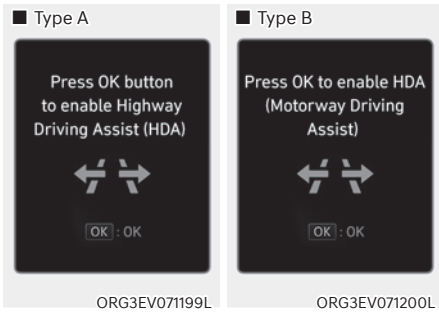 ■ Type A
Press OK button
to enable Highway
Driving Assist (HDA)
OK : OK
ORG3EV071199L
■ Type B
Press OK to enable HDA
(Motorway Driving
Assist)
OK : OK
ORG3EV071200L